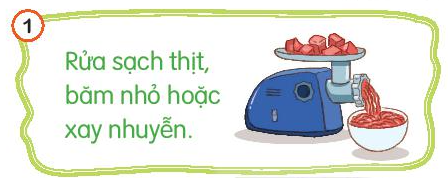 1
Rửa sạch thịt,
băm nhỏ hoặc
xay nhuyễn.